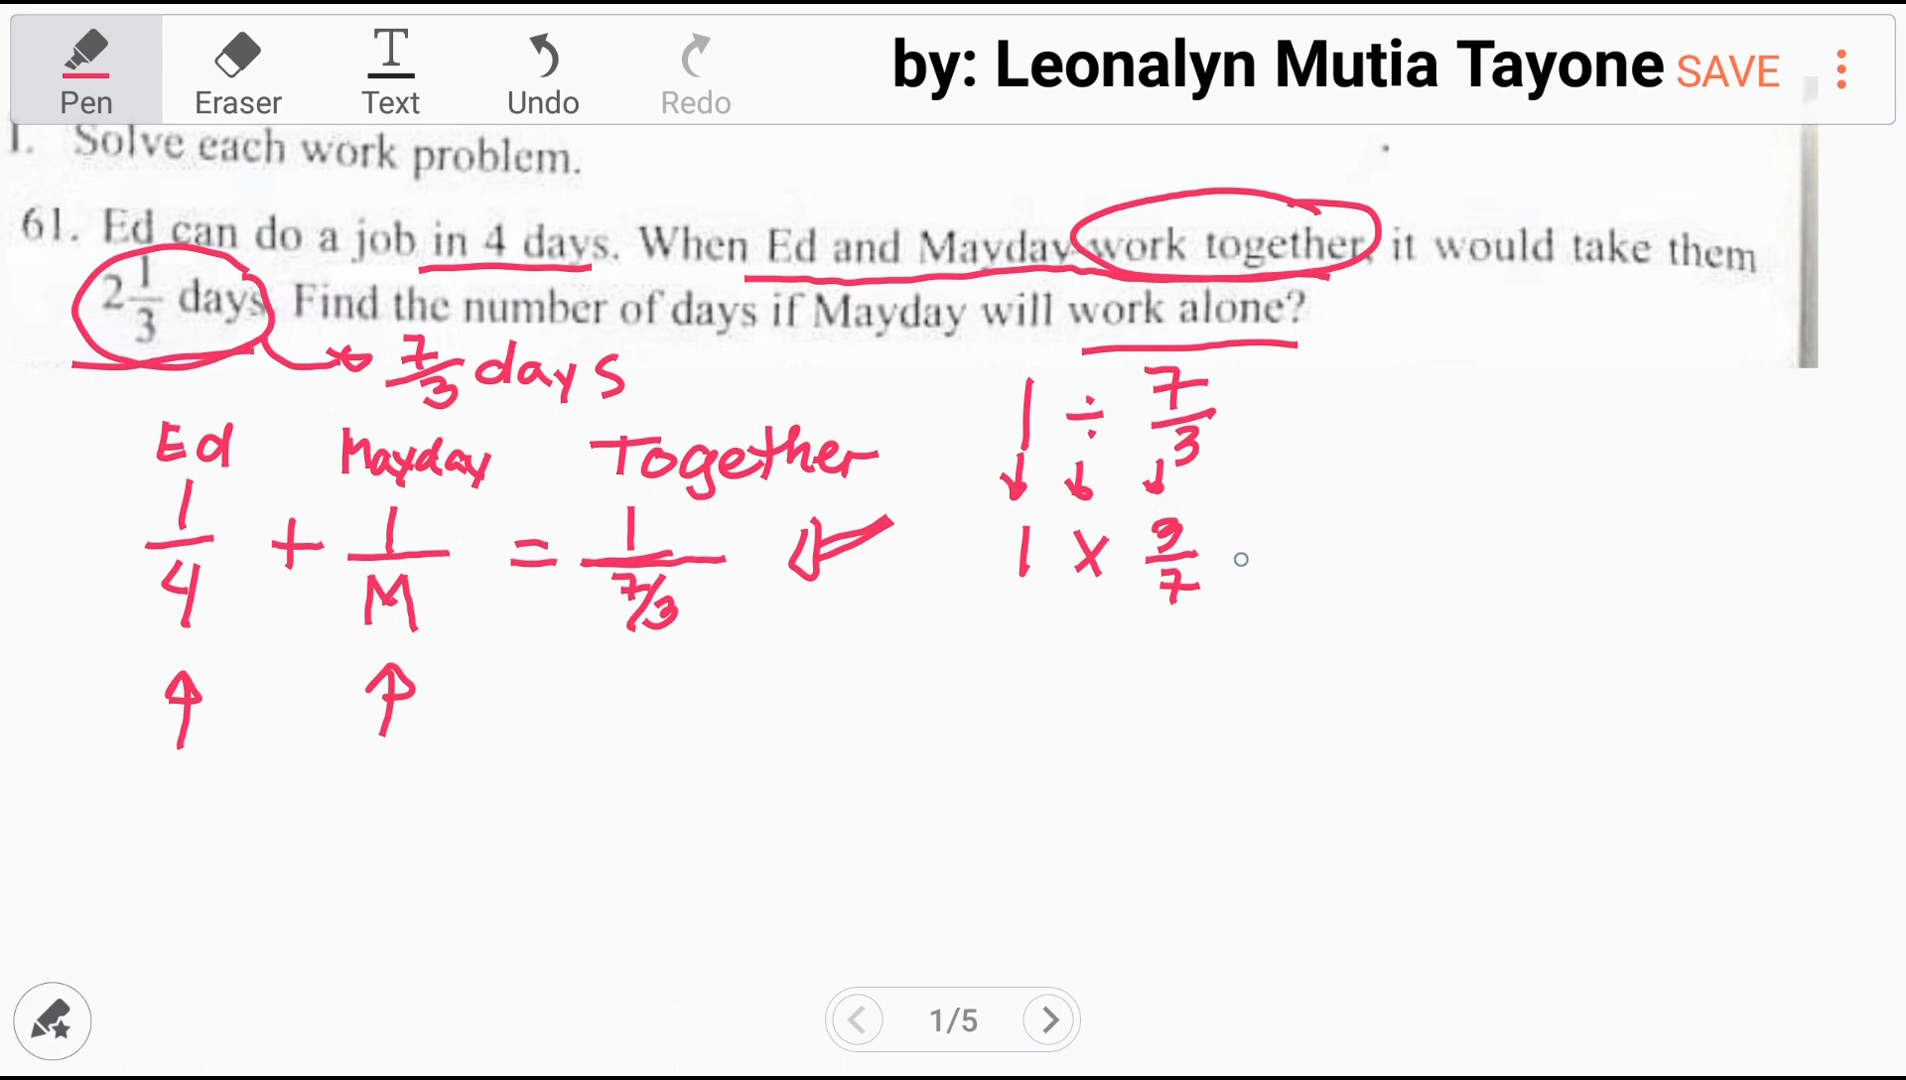 by: Leonalyn Mutia Tayone
SAVE
Pen
Eraser
Text
Undo
Redo
I. Solve each work problem.
61. Ed can do a job in 4 days. When Ed and Mayday work together, it would take them
2 1/3 days. Find the number of days if Mayday will work alone?
7/3 days
1 ÷ 7/3
Ed Mayday Together
1/4 + 1/M = 1/(7/3)
1 x 3/7
1/5